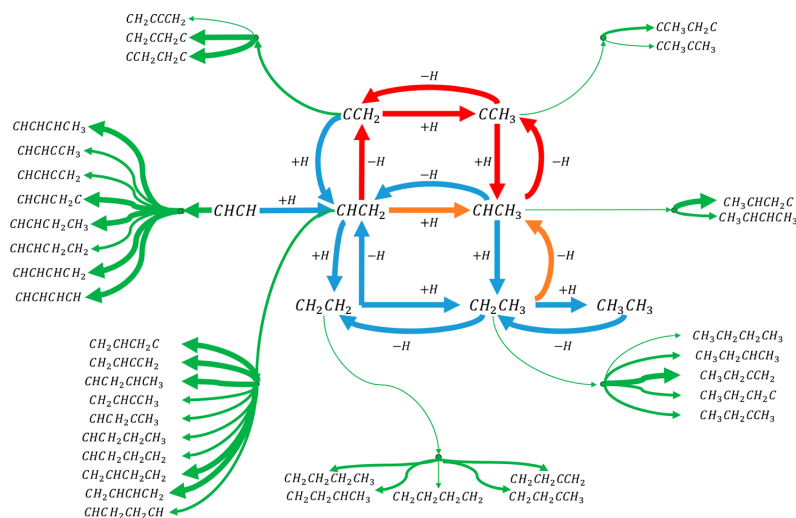 CH₂CCCH₂
CH₂CCH₂C
CCH₂CH₂C
CCH₃CH₂C
CCH₃CCH₃
−H
CCH₂
+H
CCH₃
+H
−H
+H
−H
CHCHCHCH₃
CHCHCCH₃
CHCHCCH₂
CHCHCH₂C
CHCHCH₂CH₃
CHCHCH₂CH₂
CHCHCHCH₂
CHCHCHCH
CHCH
+H
CHCH₂
−H
+H
CHCH₃
CH₃CHCH₂C
CH₃CHCHCH₃
+H
−H
+H
−H
CH₂CH₂
+H
CH₂CH₃
+H
CH₃CH₃
−H
−H
CH₂CHCH₂C
CH₂CHCCH₂
CHCH₂CHCH₃
CH₂CHCCH₃
CHCH₂CCH₃
CHCH₂CH₂CH₃
CHCH₂CH₂CH₂
CH₂CHCH₂CH₂
CH₂CHCHCH₂
CHCH₂CH₂CH
CH₃CH₂CH₂CH₃
CH₃CH₂CHCH₃
CH₃CH₂CCH₂
CH₃CH₂CH₂C
CH₃CH₂CCH₃
CH₂CH₂CH₂CH₃
CH₂CH₂CHCH₃
CH₂CH₂CH₂CH₂
CH₂CH₂CCH₂
CH₂CH₂CCH₃